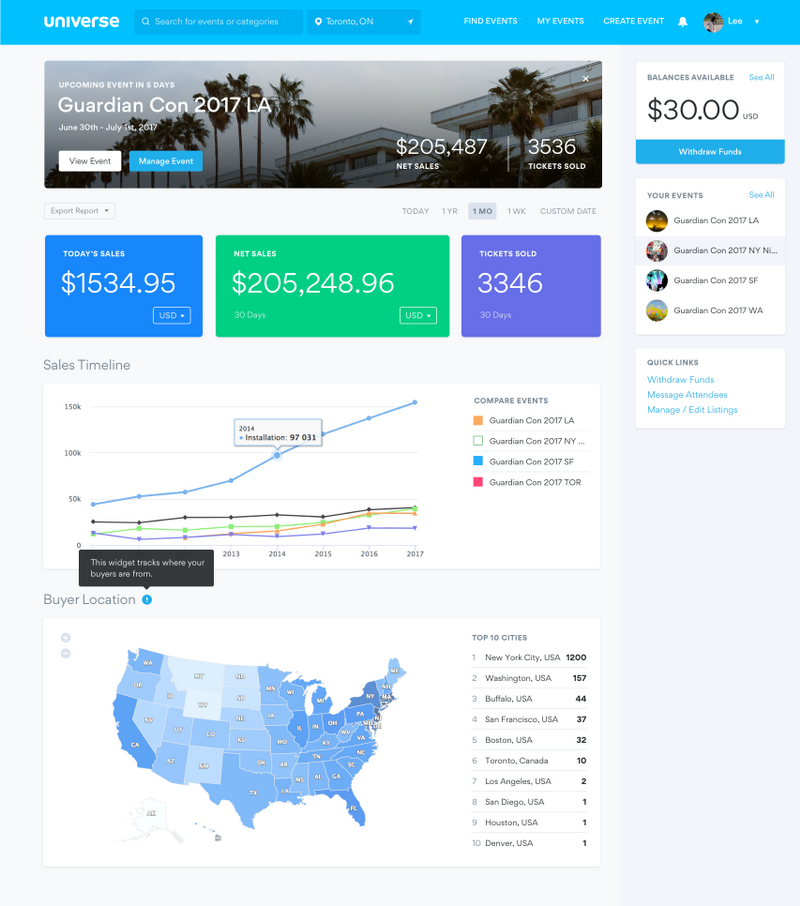 universe
Search for events or categories
Toronto, ON
FIND EVENTS
MY EVENTS
CREATE EVENT
Lee
UPCOMING EVENT IN 5 DAYS
Guardian Con 2017 LA
June 30th - July 1st, 2017
View Event
Manage Event
$205,487
NET SALES
3536
TICKETS SOLD
BALANCES AVAILABLE
See All
$30.00 USD
Withdraw Funds
YOUR EVENTS
See All
Guardian Con 2017 LA
Guardian Con 2017 NY Ni...
Guardian Con 2017 SF
Guardian Con 2017 WA
QUICK LINKS
Withdraw Funds
Message Attendees
Manage / Edit Listings
Export Report
TODAY
1 YR
1 MO
1 WK
CUSTOM DATE
TODAY'S SALES
$1534.95
USD
NET SALES
$205,248.96
30 Days
USD
TICKETS SOLD
3346
30 Days
Sales Timeline
150k
100k
50k
0
2014
Installation: 97 031
2013
2014
2015
2016
2017
COMPARE EVENTS
Guardian Con 2017 LA
Guardian Con 2017 NY ...
Guardian Con 2017 SF
Guardian Con 2017 TOR
This widget tracks where your
buyers are from.
Buyer Location
WA
MT
ND
MN
ME
OR
ID
SD
WI
MI
NY
NH
MA
WY
NE
IA
PA
NJ
NV
UT
CO
IL
IN
OH
MD
CA
KS
MO
WV
VA
KY
AZ
NM
OK
AR
TN
NC
SC
MS
AL
GA
TX
LA
FL
AK
HI
TOP 10 CITIES
1 New York City, USA 1200
2 Washington, USA 157
3 Buffalo, USA 44
4 San Francisco, USA 37
5 Boston, USA 32
6 Toronto, Canada 10
7 Los Angeles, USA 2
8 San Diego, USA 1
9 Houston, USA 1
10 Denver, USA 1